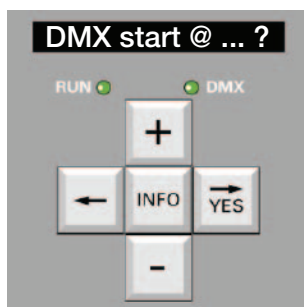 DMX start @ ... ?
RUN DMX
+
← INFO → YES
-